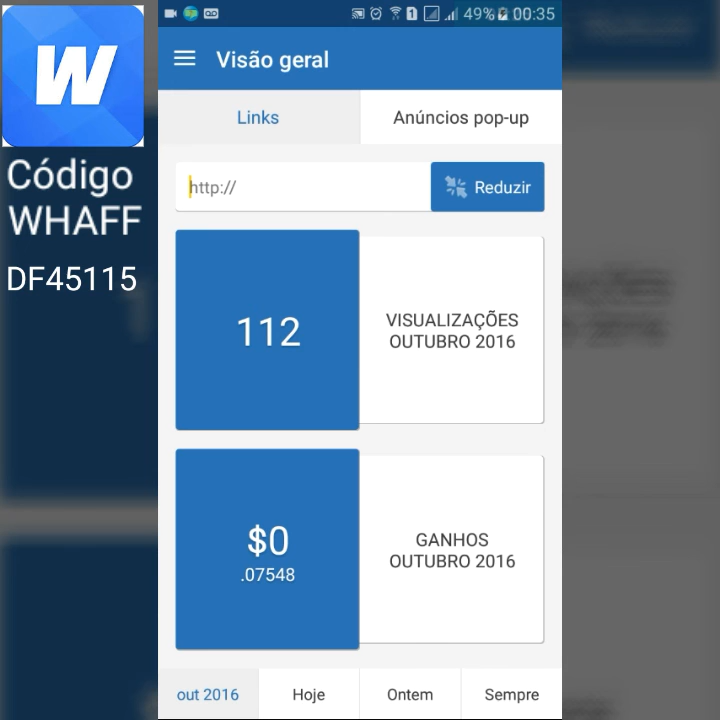 W
Código
WHAFF
DF45115
1
49% 00:35
Visão geral
Links
Anúncios pop-up
http://
Reduzir
112
VISUALIZAÇÕES
OUTUBRO 2016
$0
.07548
GANHOS
OUTUBRO 2016
out 2016
Hoje
Ontem
Sempre